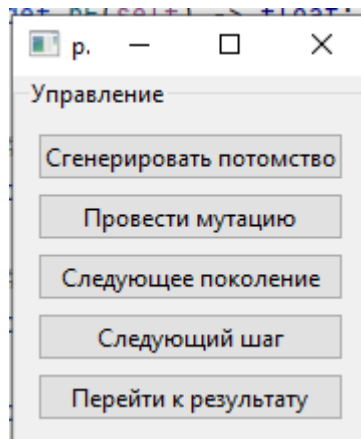 p.
Управление
Сгенерировать потомство
Провести мутацию
Следующее поколение
Следующий шаг
Перейти к результату